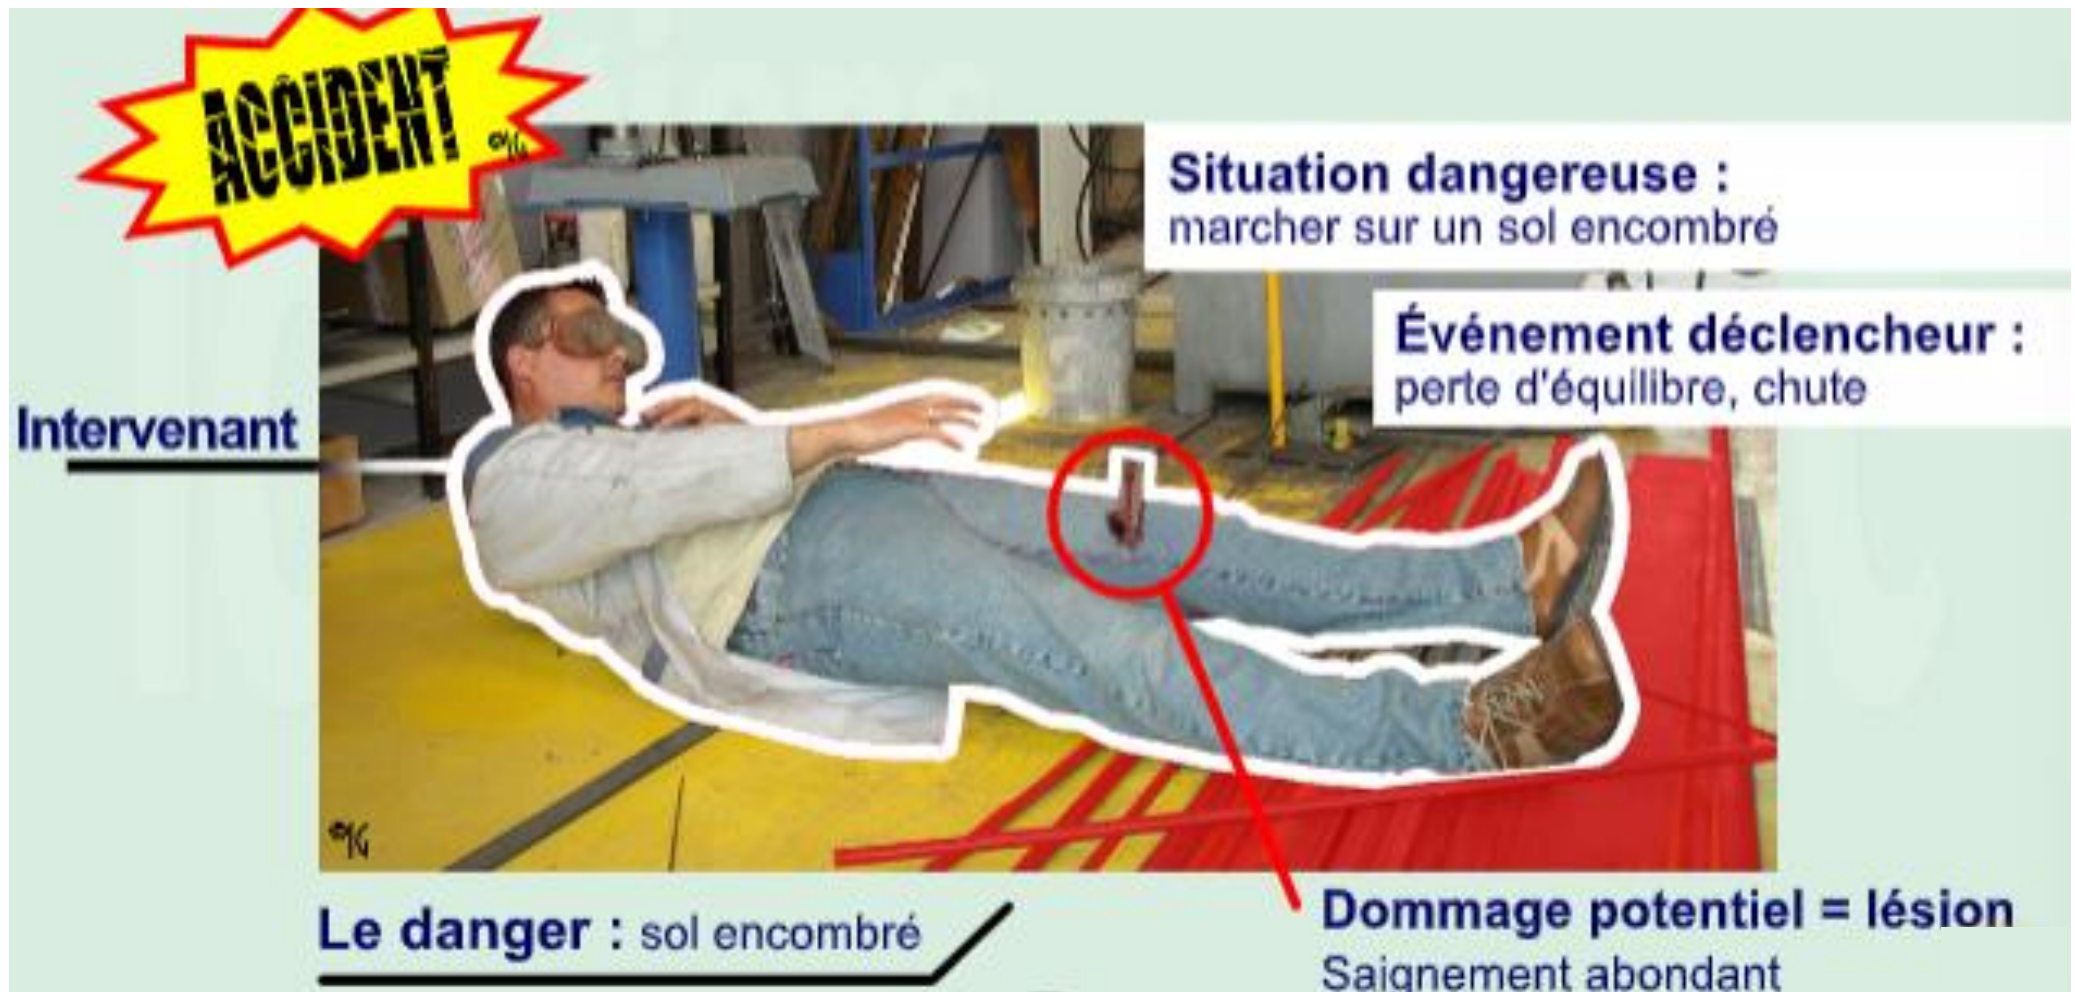 ACCIDENT
Situation dangereuse :
marcher sur un sol encombré
Événement déclencheur :
perte d'équilibre, chute
Intervenant
Le danger : sol encombré
Dommage potentiel = lésion
Saignement abondant